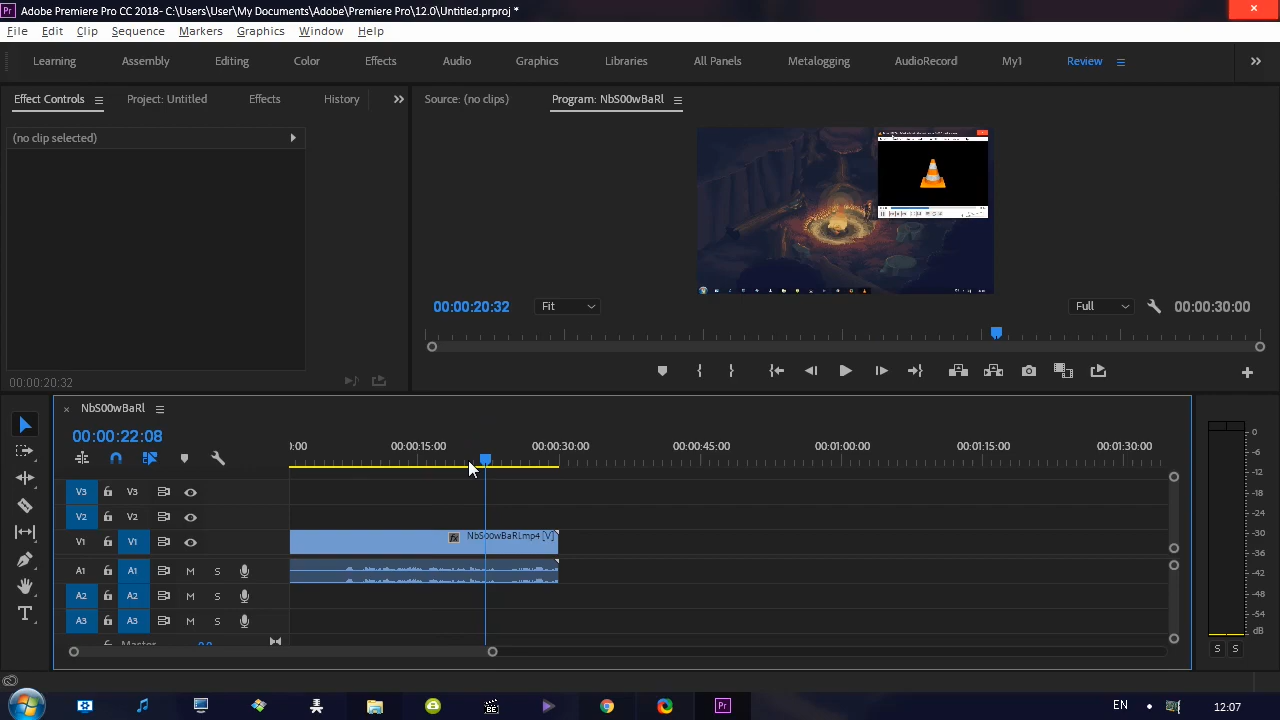 Adobe Premiere Pro CC 2018- C:\Users\User\My Documents\Adobe\Premiere Pro\12.0\Untitled.prproj *
File Edit Clip Sequence Markers Graphics Window Help
Learning Assembly Editing Color Effects Audio Graphics Libraries All Panels Metalogging AudioRecord My1 Review
Effect Controls Project: Untitled Effects History Source: (no clips) Program: NbS00wBaRl
(no clip selected)
00:00:20:32 Fit Full 00:00:30:00
00:00:20:32
NbS00wBaRl
00:00:22:08
:00 00:00:15:00 00:00:30:00 00:00:45:00 00:01:00:00 00:01:15:00 00:01:30:00
V3 V3
V2 V2
V1 V1 fx NbS00wBaRl.mp4 [V]
A1 A1 M S
A2 A2 M S
A3 A3 M S
Master 0,0
0
-6
-12
-18
-24
-30
-36
-42
-48
-54
dB
S S
EN 12:07